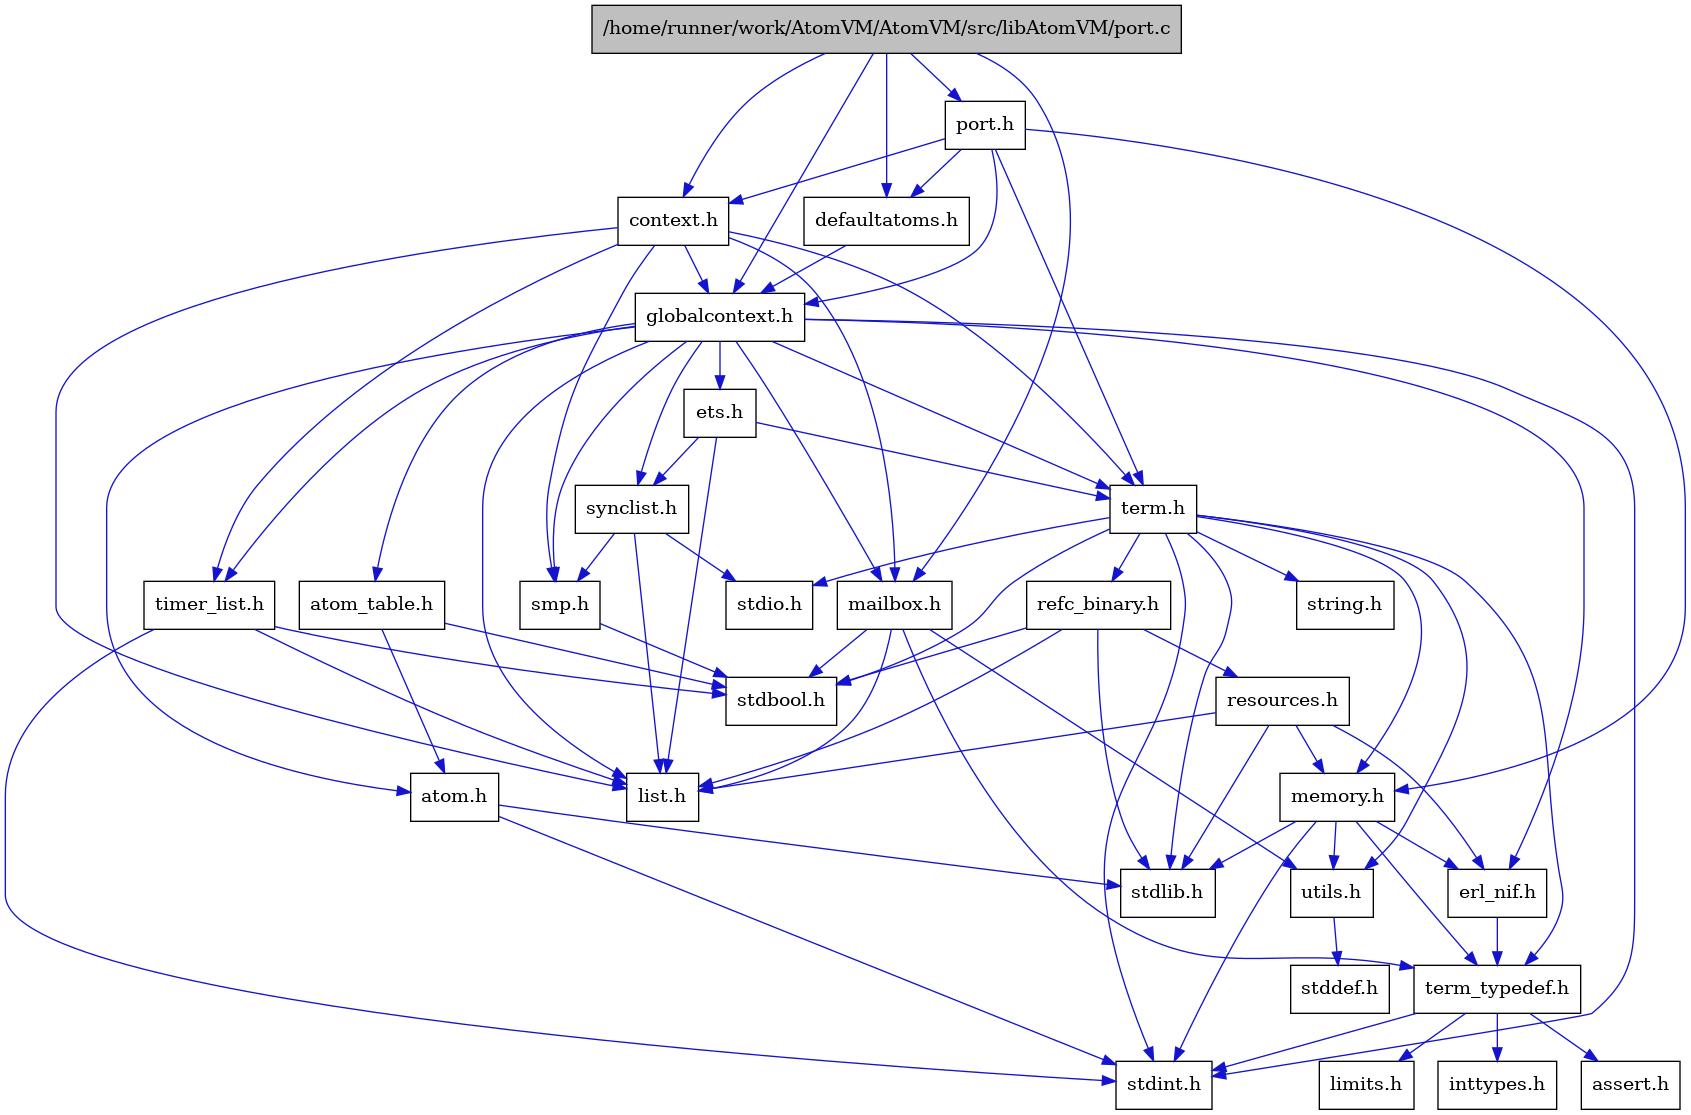 /home/runner/work/AtomVM/AtomVM/src/libAtomVM/port.c
port.h
context.h
defaultatoms.h
globalcontext.h
ets.h
synclist.h
term.h
timer_list.h
atom_table.h
smp.h
stdio.h
mailbox.h
refc_binary.h
string.h
stdbool.h
resources.h
atom.h
list.h
memory.h
stdlib.h
utils.h
erl_nif.h
stddef.h
term_typedef.h
stdint.h
limits.h
inttypes.h
assert.h